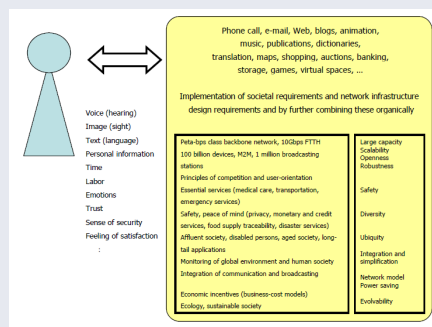 Phone call, e-mail, Web, blogs, animation,
music, publications, dictionaries,
translation, maps, shopping, auctions, banking,
storage, games, virtual spaces, ...
Implementation of societal requirements and network infrastructure
design requirements and by further combining these organically
Voice (hearing)
Image (sight)
Text (language)
Personal information
Time
Labor
Emotions
Trust
Sense of security
Feeling of satisfaction
:
Peta-bps class backbone network, 10Gbps FTTH
100 billion devices, M2M, 1 million broadcasting
stations
Principles of competition and user-orientation
Essential services (medical care, transportation,
emergency services)
Safety, peace of mind (privacy, monetary and credit
services, food supply traceability, disaster services)
Affluent society, disabled persons, aged society, long-
tail applications
Monitoring of global environment and human society
Integration of communication and broadcasting
Economic incentives (business-cost models)
Ecology, sustainable society
Large capacity
Scalability
Openness
Robustness
Safety
Diversity
Ubiquity
Integration and
simplification
Network model
Power saving
Evolvability